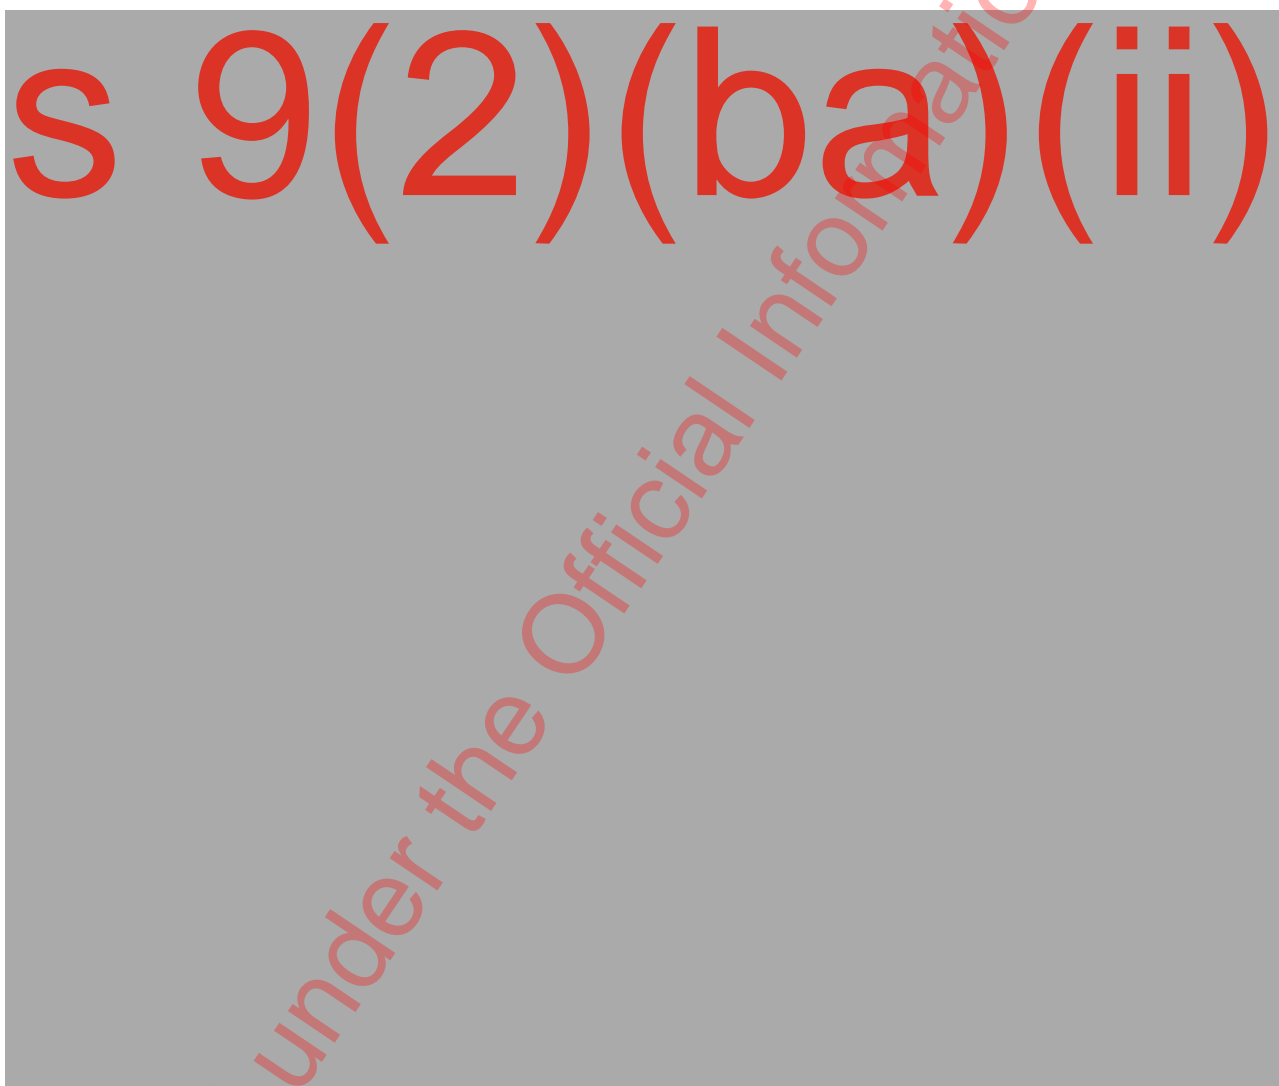 s 9(2)(ba)(ii)
under the Official Informatio